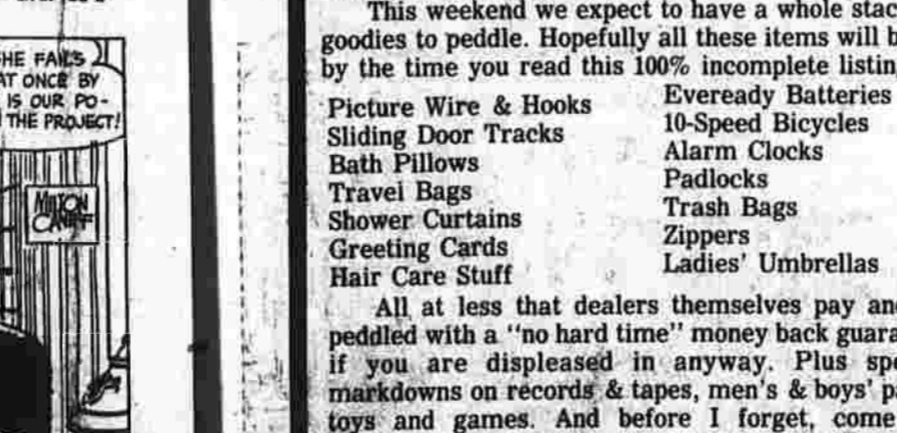 HE FAILS
AT ONCE BY
IS OUR PO-
THE PROJECT!
MILTON
CANIFF
This weekend we expect to have a whole stac
goodies to peddle. Hopefully all these items will b
by the time you read this 100% incomplete listin
Picture Wire & Hooks
Sliding Door Tracks
Bath Pillows
Travel Bags
Shower Curtains
Greeting Cards
Hair Care Stuff
Eveready Batteries
10-Speed Bicycles
Alarm Clocks
Padlocks
Trash Bags
Zippers
Ladies' Umbrellas
All at less that dealers themselves pay and
peddled with a "no hard time" money back guara
if you are displeased in anyway. Plus spe
markdowns on records & tapes, men's & boys' pa
toys and games. And before I forget, come